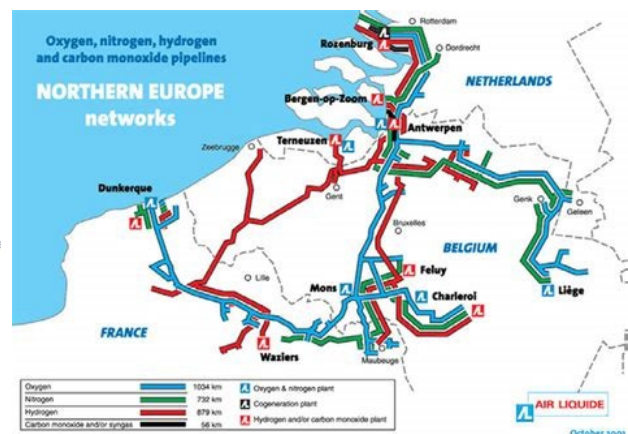 Oxygen, nitrogen, hydrogen
and carbon monoxide pipelines
NORTHERN EUROPE
networks
Rotterdam
Rozenburg
Dordrecht
NETHERLANDS
Bergen-op-Zoom
Antwerpen
Terneuzen
Zeebrugge
Dunkerque
Gent
Genk
Geleen
Bruxelles
BELGIUM
Lille
Mons
Feluy
Charleroi
Liège
FRANCE
Waziers
Maubeuge
Oxygen 1034 km
Nitrogen 732 km
Hydrogen 879 km
Carbon monoxide and/or syngas 56 km
Oxygen & nitrogen plant
Cogeneration plant
Hydrogen and/or carbon monoxide plant
AIR LIQUIDE
October